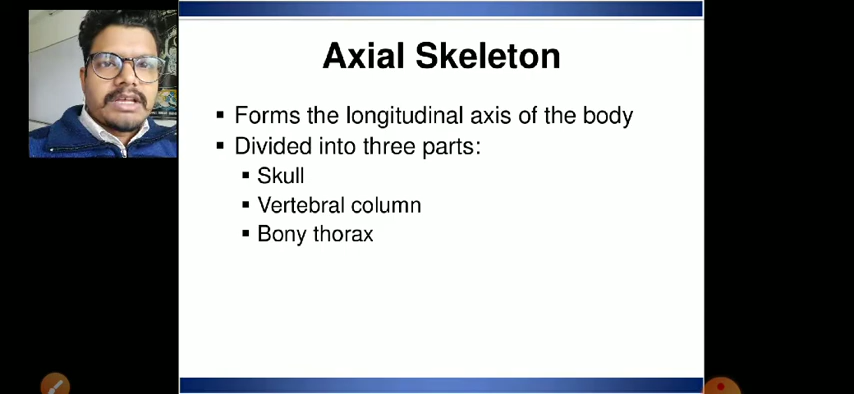 Axial Skeleton
▪ Forms the longitudinal axis of the body
▪ Divided into three parts:
▪ Skull
▪ Vertebral column
▪ Bony thorax